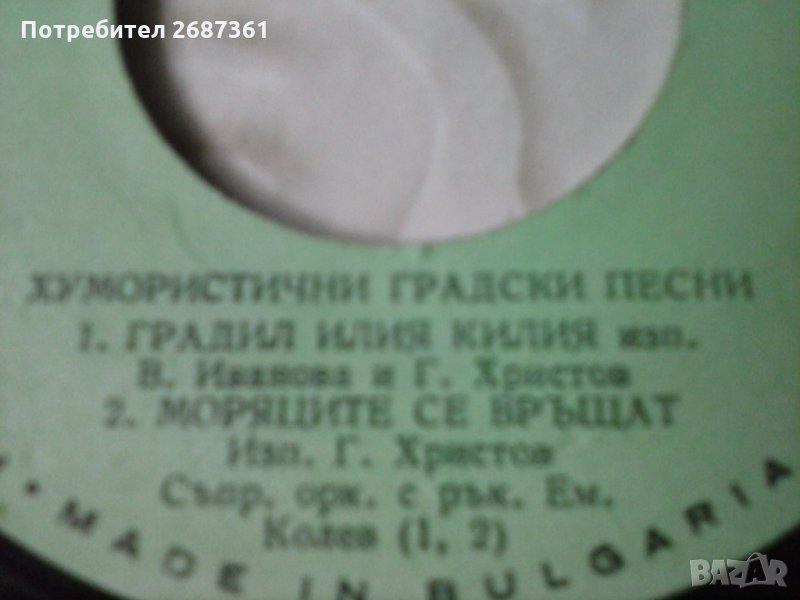 Потребител 2687361
ХУМОРИСТИЧНИ ГРАДСКИ ПЕСНИ
1. ГРАДИЛ ИЛИЯ КИЛИЯ изп.
В. Иванова и Г. Христов
2. МОРЯЦИТЕ СЕ ВРЪЩАТ
Изп. Г. Христов
Съпр. орк. с рък. Ем.
Колев (1, 2)
• MADE IN BULGARIA
BAZAR